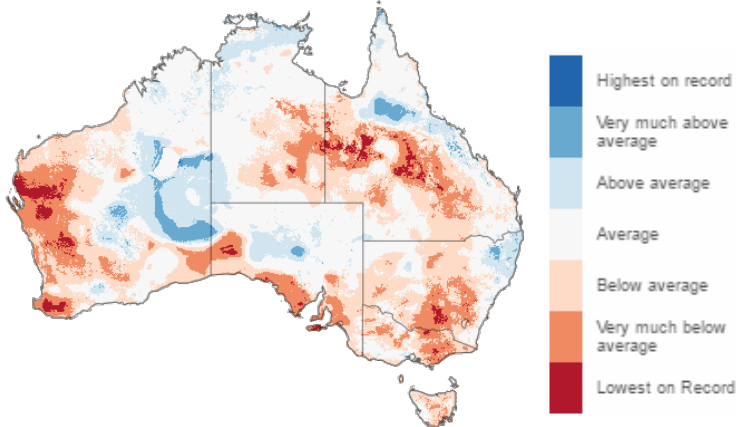 Highest on record
Very much above
average
Above average
Average
Below average
Very much below
average
Lowest on Record